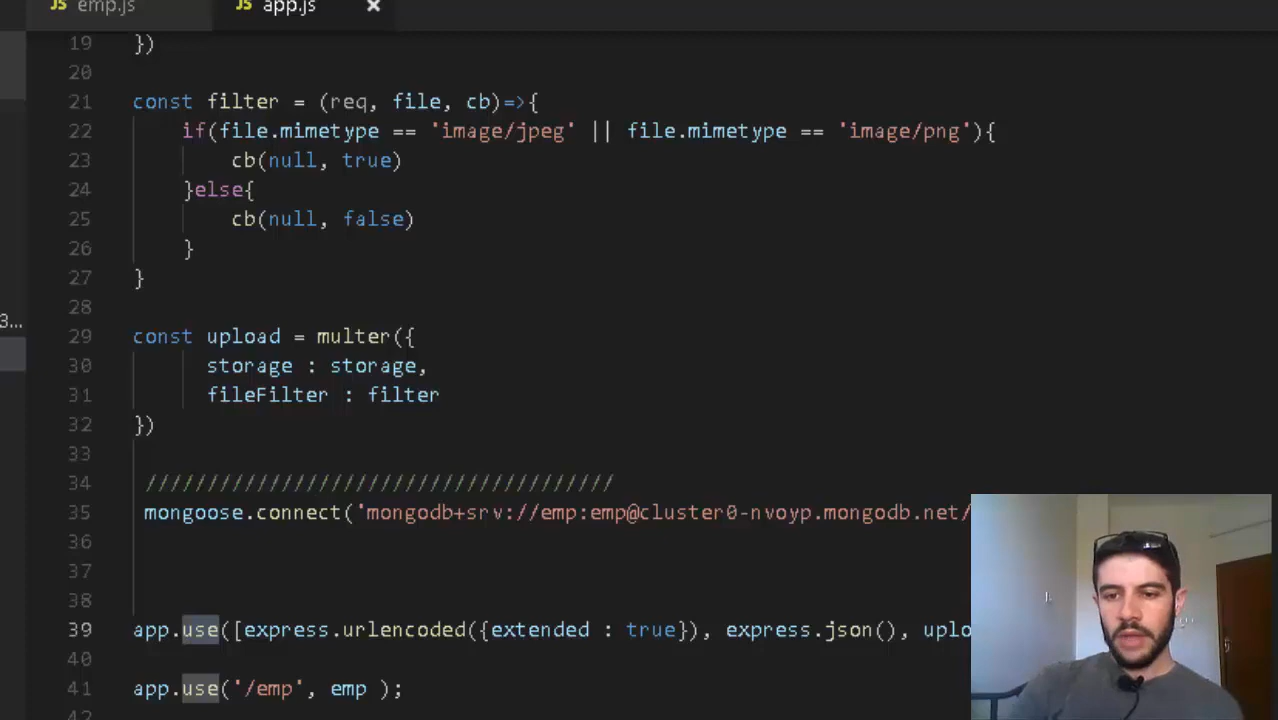 JS emp.js JS app.js ×
19 })
20
21 const filter = (req, file, cb)=>{
22 if(file.mimetype == 'image/jpeg' || file.mimetype == 'image/png'){
23 cb(null, true)
24 }else{
25 cb(null, false)
26 }
27 }
28
3...
29 const upload = multer({
30 storage : storage,
31 fileFilter : filter
32 })
33
34 //////////////////////////////////////
35 mongoose.connect('mongodb+srv://emp:emp@cluster0-nvoyp.mongodb.net/
36
37
38
39 app.use([express.urlencoded({extended : true}), express.json(), uplo
40
41 app.use('/emp', emp );
42